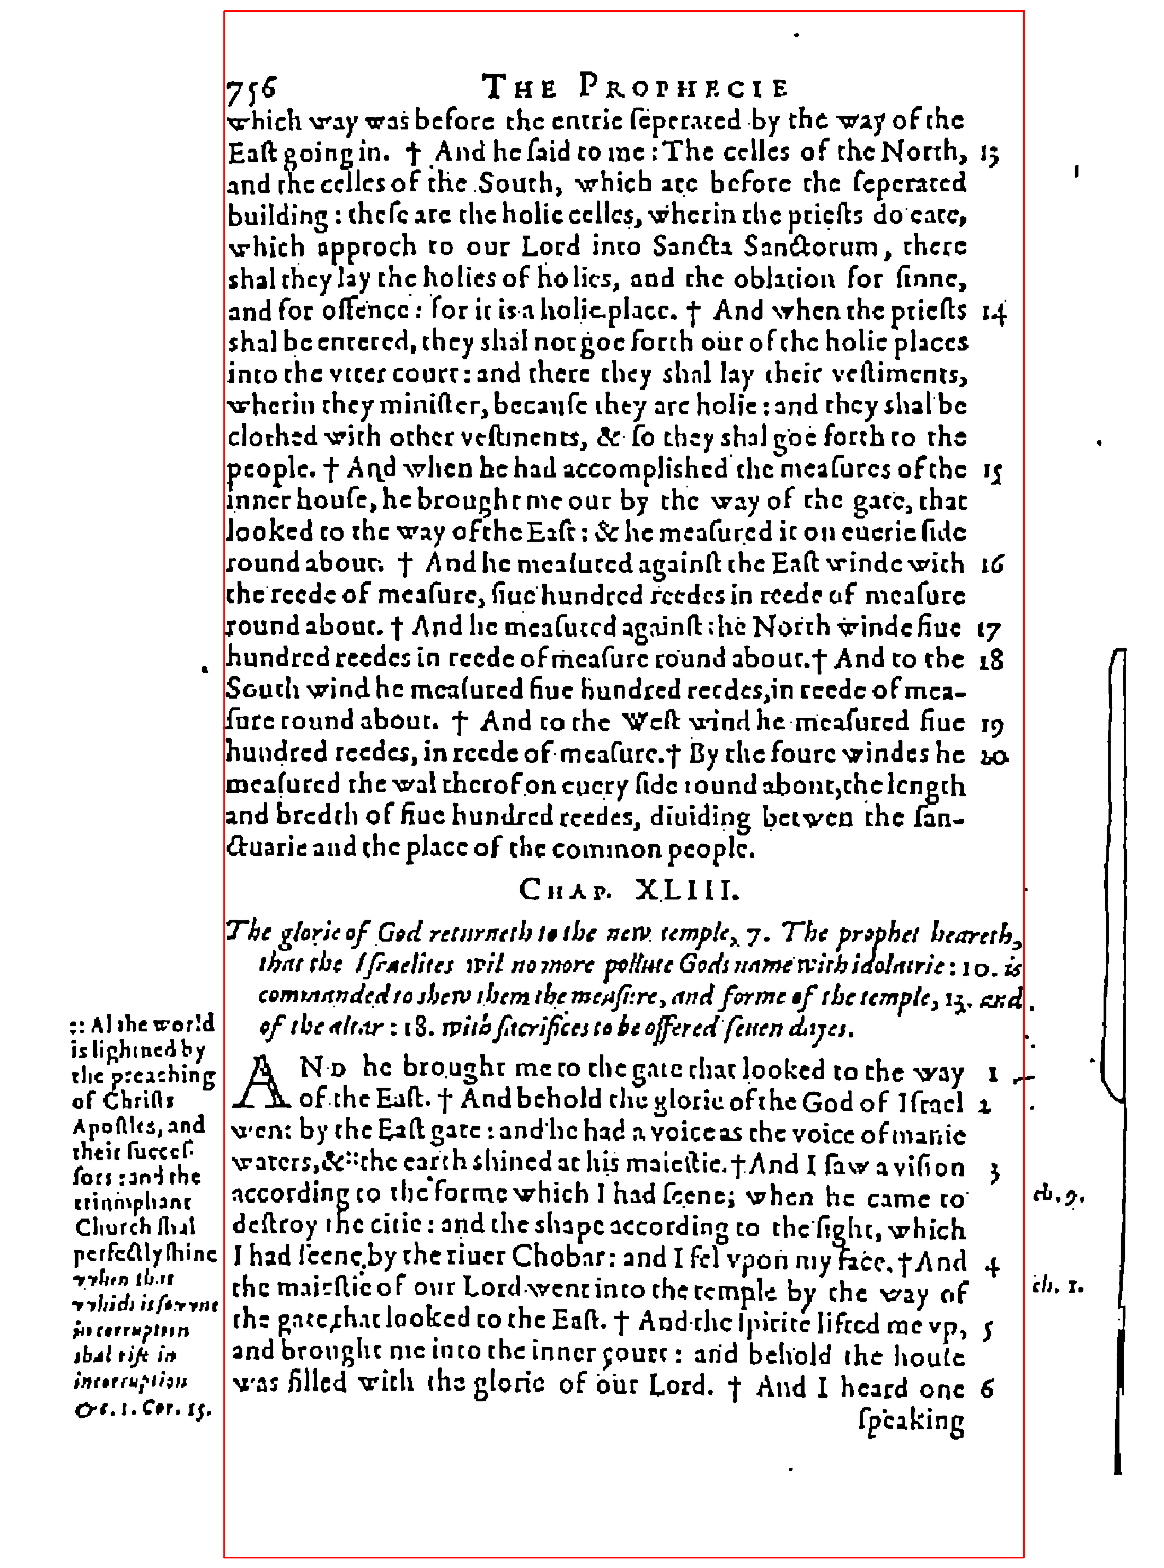 756 THE PROPHECIE
which way was before the entrie ſeperated by the way of the
Eaſt going in. † And he ſaid to me: The celles of the North, 13
and the celles of the South, which are before the ſeperated
building: theſe are the holie celles, wherin the prieſts do eate,
which approch to our Lord into Sancta Sanctorum, there
shal they lay the holies of holies, and the oblation for ſinne,
and for offence: for it is a holie place. † And when the prieſts 14
shal be entered, they shal not goe forth out of the holie places
into the vtter court: and there they shal lay their veſtiments,
wherin they miniſter, becauſe they are holie: and they shal be
clothed with other veſtiments, & ſo they shal goe forth to the
people. † And when he had accomplished the meaſures of the 15
inner houſe, he brought me out by the way of the gate, that
looked to the way of the Eaſt: & he meaſured it on euerie ſide
round about. † And he meaſured againſt the Eaſt winde with 16
the reede of meaſure, fiue hundred reedes in reede of meaſure
round about. † And he meaſured againſt the North winde fiue 17
hundred reedes in reede of meaſure round about. † And to the 18
South wind he meaſured fiue hundred reedes, in reede of mea-
ſure round about. † And to the Weſt wind he meaſured fiue 19
hundred reedes, in reede of meaſure. † By the foure windes he 20
meaſured the wal therof on euery ſide round about, the length
and bredth of fiue hundred reedes, diuiding betwen the ſan-
ctuarie and the place of the common people.
CHAP. XLIII.
The glorie of God returneth to the new temple, 7. The prophet heareth,
that the Iſraelites wil no more pollute Gods name with idolatrie: 10. is
commanded to shew them the meaſure, and forme of the temple, 13. and
of the altar: 18. with ſacrifices to be offered ſeuen dayes.
AND he brought me to the gate that looked to the way 1
of the Eaſt. † And behold the glorie of the God of Iſrael 2
went by the Eaſt gate: and he had a voice as the voice of manie
waters, & :: the earth shined at his maieſtie. † And I ſaw a viſion 3
according to the forme which I had ſeene, when he came to
deſtroy the citie: and the shape according to the ſight, which
I had ſeene by the riuer Chobar: and I fel vpon my face. † And 4
the maieſtie of our Lord went into the temple by the way of
the gate, that looked to the Eaſt. † And the ſpirite lifted me vp, 5
and brought me into the inner court: and behold the houſe
was filled with the glorie of our Lord. † And I heard one 6
ſpeaking
:: Al the world
is lightned by
the preaching
of Chriſts
Apoſtles, and
their ſucceſ-
ſors: and the
triumphant
Church shal
perfectly shine
when that
which is ſowne
in corruption
shal riſe in
incorruption
&c. 1. Cor. 15.
ch. 9.
ch. 1.